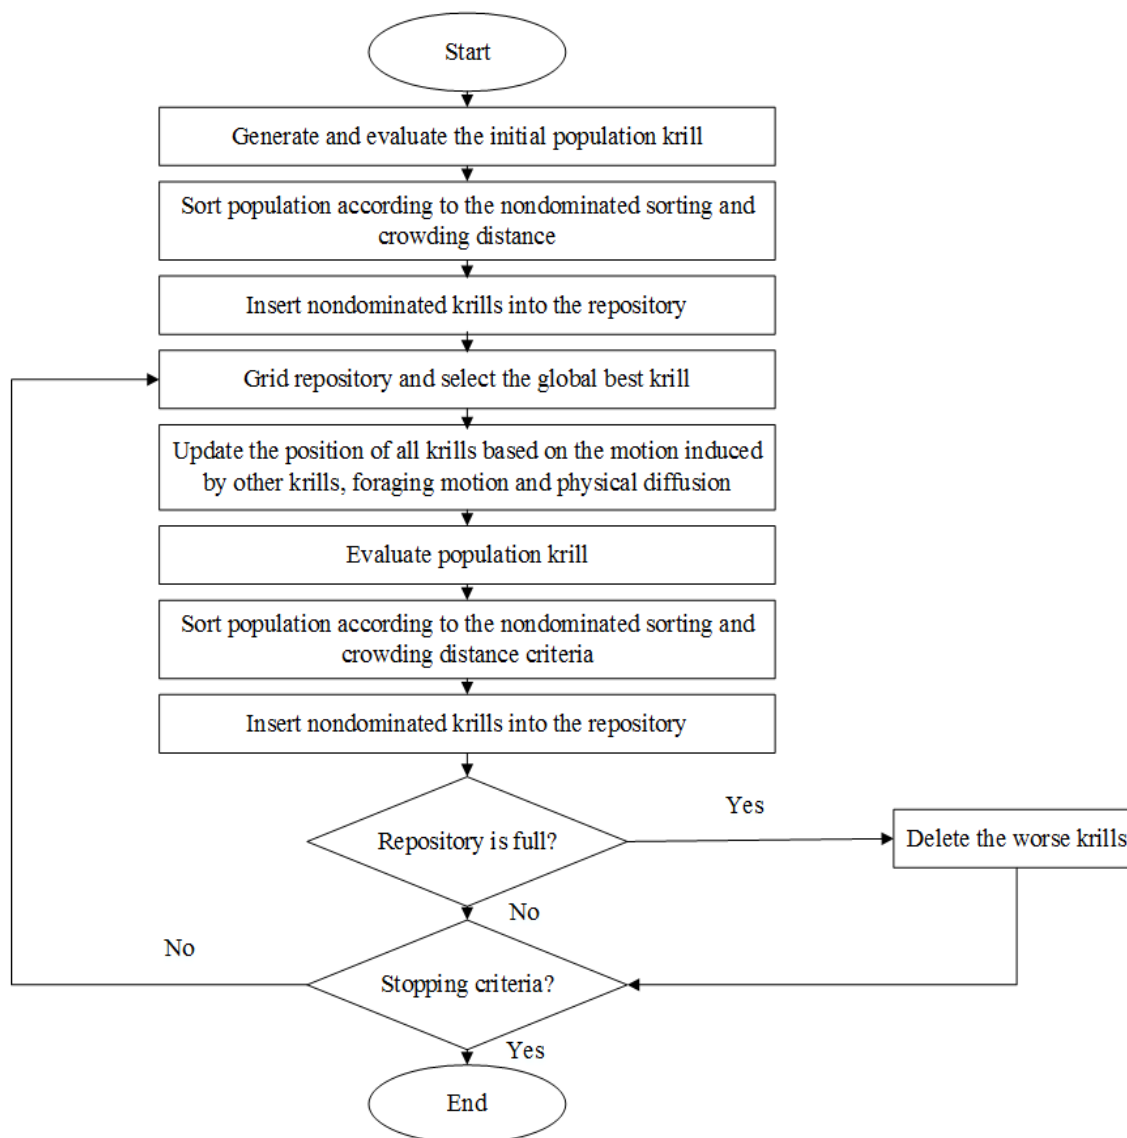 Start
Generate and evaluate the initial population krill
Sort population according to the nondominated sorting and
crowding distance
Insert nondominated krills into the repository
Grid repository and select the global best krill
Update the position of all krills based on the motion induced
by other krills, foraging motion and physical diffusion
Evaluate population krill
Sort population according to the nondominated sorting and
crowding distance criteria
Insert nondominated krills into the repository
Repository is full?
Yes
Delete the worse krills
No
Stopping criteria?
No
Yes
End